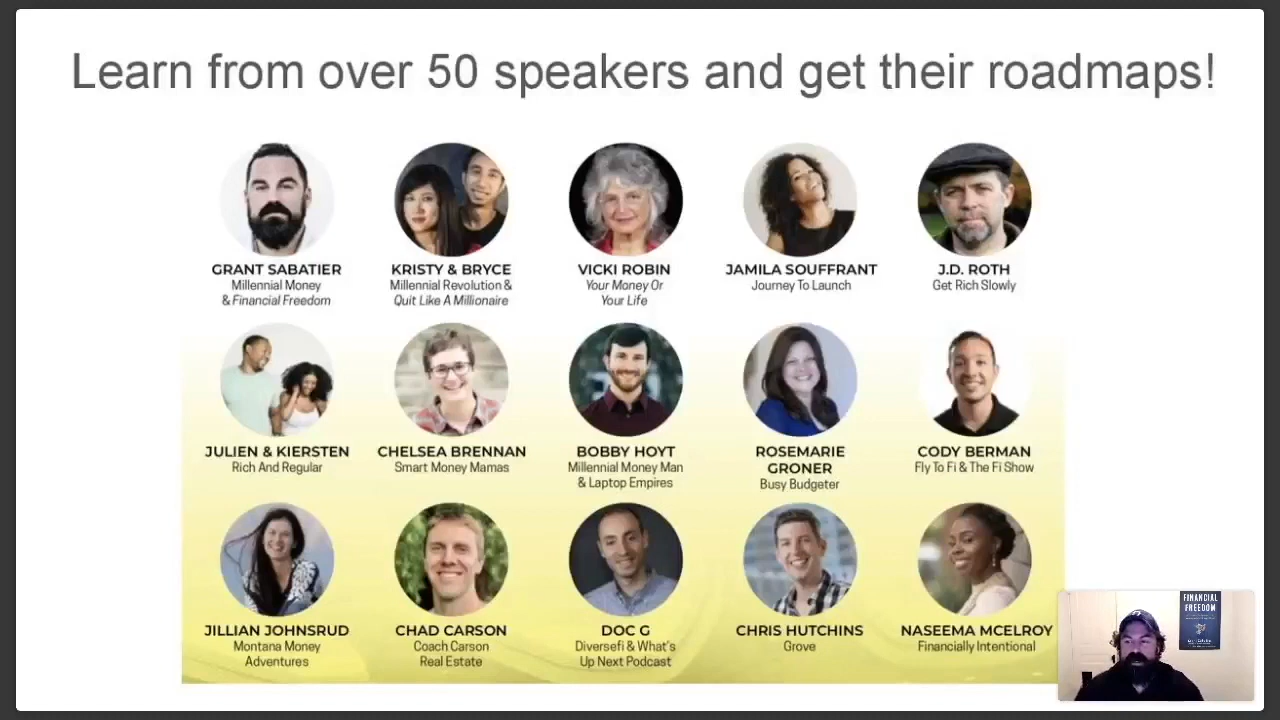 Learn from over 50 speakers and get their roadmaps!
GRANT SABATIER
Millennial Money
& Financial Freedom
KRISTY & BRYCE
Millennial Revolution &
Quit Like A Millionaire
VICKI ROBIN
Your Money Or
Your Life
JAMILA SOUFFRANT
Journey To Launch
J.D. ROTH
Get Rich Slowly
JULIEN & KIERSTEN
Rich And Regular
CHELSEA BRENNAN
Smart Money Mamas
BOBBY HOYT
Millennial Money Man
& Laptop Empires
ROSEMARIE
GRONER
Busy Budgeter
CODY BERMAN
Fly To Fi & The Fi Show
JILLIAN JOHNSRUD
Montana Money
Adventures
CHAD CARSON
Coach Carson
Real Estate
DOC G
Diversefi & What's
Up Next Podcast
CHRIS HUTCHINS
Grove
NASEEMA MCELROY
Financially Intentional
FINANCIAL
FREEDOM